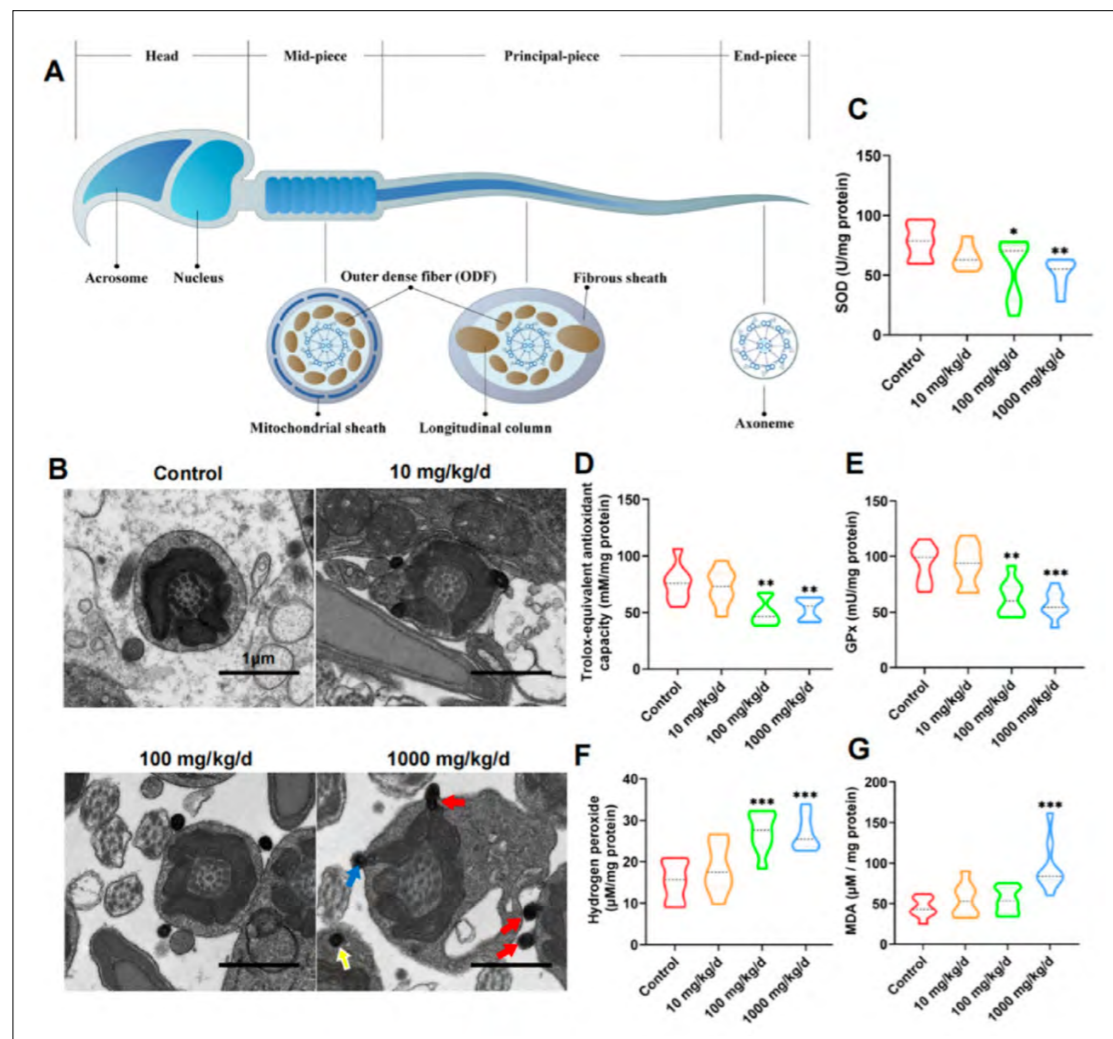 A
Head Mid-piece Principal-piece End-piece
Acrosome Nucleus
Outer dense fiber (ODF) Fibrous sheath
Mitochondrial sheath Longitudinal column Axoneme
B
Control 10 mg/kg/d
1μm
100 mg/kg/d 1000 mg/kg/d
C
SOD (U/mg protein)
150
100
50
0
*
**
Control 10 mg/kg/d 100 mg/kg/d 1000 mg/kg/d
D
Trolox-equivalent antioxidant
capacity (mM/mg protein)
150
100
50
0
** **
Control 10 mg/kg/d 100 mg/kg/d 1000 mg/kg/d
E
GPx (mU/mg protein)
150
100
50
0
**
***
Control 10 mg/kg/d 100 mg/kg/d 1000 mg/kg/d
F
Hydrogen peroxide
(μM/mg protein)
40
30
20
10
0
*** ***
Control 10 mg/kg/d 100 mg/kg/d 1000 mg/kg/d
G
MDA (μM / mg protein)
200
150
100
50
0
***
Control 10 mg/kg/d 100 mg/kg/d 1000 mg/kg/d